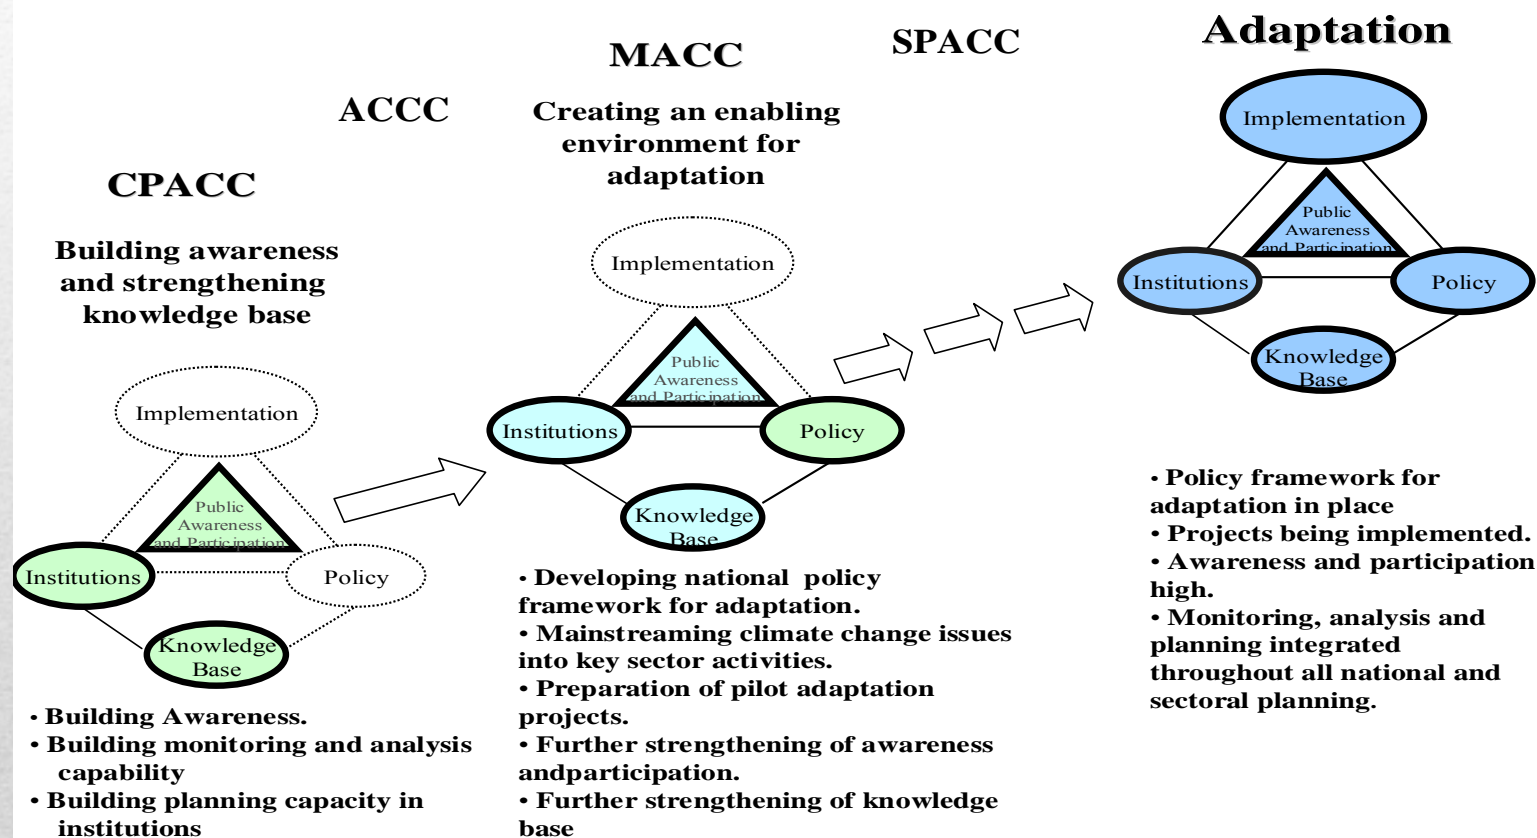 CPACC
Building awareness
and strengthening
knowledge base
Implementation
Public
Awareness
and Participation
Institutions
Policy
Knowledge
Base
• Building Awareness.
• Building monitoring and analysis
capability
• Building planning capacity in
institutions
ACCC
MACC
Creating an enabling
environment for
adaptation
Implementation
Public
Awareness
and Participation
Institutions
Policy
Knowledge
Base
• Developing national policy
framework for adaptation.
• Mainstreaming climate change issues
into key sector activities.
• Preparation of pilot adaptation
projects.
• Further strengthening of awareness
andparticipation.
• Further strengthening of knowledge
base
SPACC
Adaptation
Implementation
Public
Awareness
and Participation
Institutions
Policy
Knowledge
Base
• Policy framework for
adaptation in place
• Projects being implemented.
• Awareness and participation
high.
• Monitoring, analysis and
planning integrated
throughout all national and
sectoral planning.